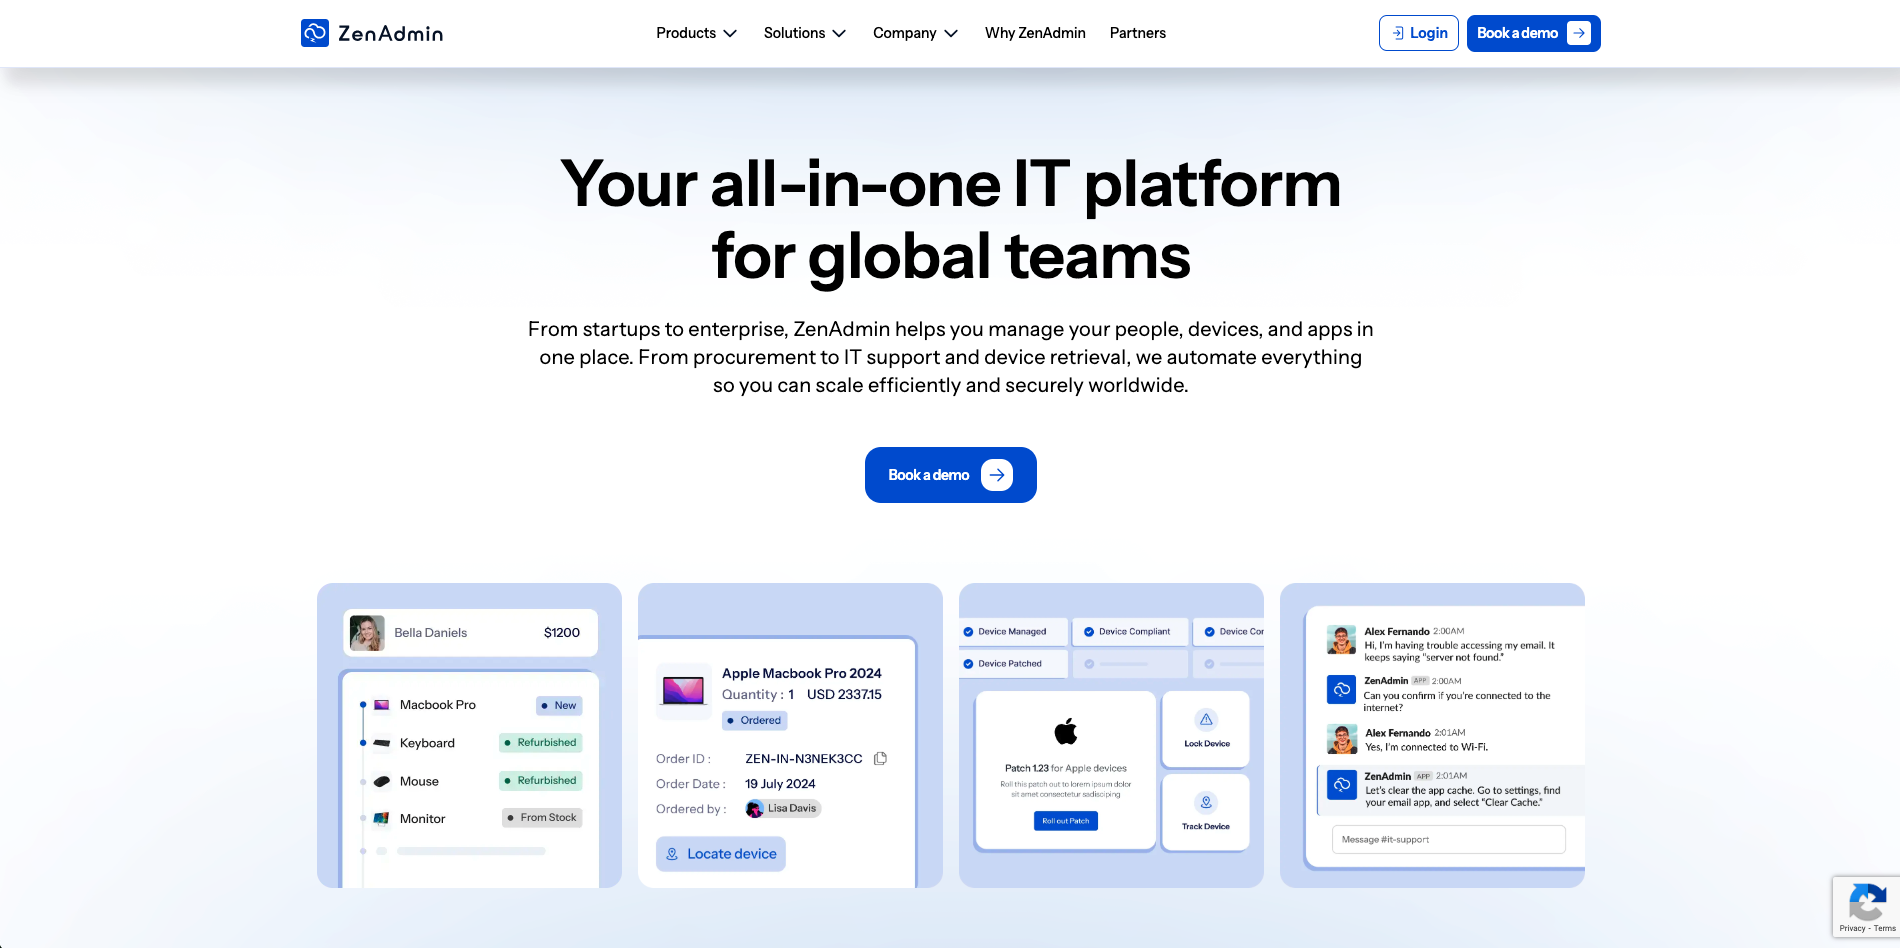 ZenAdmin
Products
Solutions
Company
Why ZenAdmin
Partners
Login
Book a demo
Your all-in-one IT platform
for global teams
From startups to enterprise, ZenAdmin helps you manage your people, devices, and apps in
one place. From procurement to IT support and device retrieval, we automate everything
so you can scale efficiently and securely worldwide.
Book a demo
Bella Daniels $1200
Macbook Pro New
Keyboard Refurbished
Mouse Refurbished
Monitor From Stock
Apple Macbook Pro 2024
Quantity : 1 USD 2337.15
Ordered
Order ID : ZEN-IN-N3NEK3CC
Order Date : 19 July 2024
Ordered by : Lisa Davis
Locate device
Device Managed
Device Compliant
Device Cor
Device Patched
Patch 1.23 for Apple devices
Roll this patch out to lorem ipsum dolor
sit amet consectetur sadisciping
Roll out Patch
Lock Device
Track Device
Alex Fernando 2:00AM
Hi, I'm having trouble accessing my email. It
keeps saying “server not found.”
ZenAdmin APP 2:00AM
Can you confirm if you're connected to the
internet?
Alex Fernando 2:01AM
Yes, I'm connected to Wi-Fi.
ZenAdmin APP 2:01AM
Let's clear the app cache. Go to settings, find
your email app, and select “Clear Cache.”
Message #it-support
Privacy - Terms